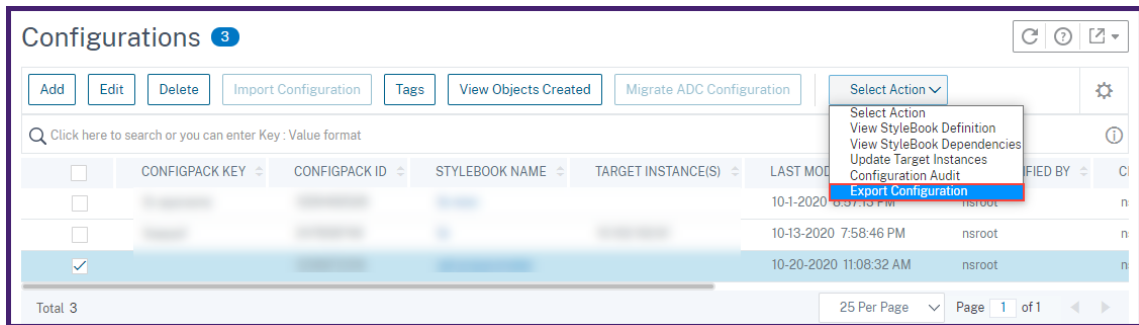 Configurations 3
Add Edit Delete Import Configuration Tags View Objects Created Migrate ADC Configuration Select Action
Select Action
View StyleBook Definition
Click here to search or you can enter Key : Value format
View StyleBook Dependencies
Update Target Instances
Configuration Audit
CONFIGPACK KEY CONFIGPACK ID STYLEBOOK NAME TARGET INSTANCE(S) LAST MOD IFIED BY
Export Configuration
10-1-2020 nsroot
10-13-2020 7:58:46 PM nsroot
10-20-2020 11:08:32 AM nsroot
Total 3 25 Per Page Page 1 of 1